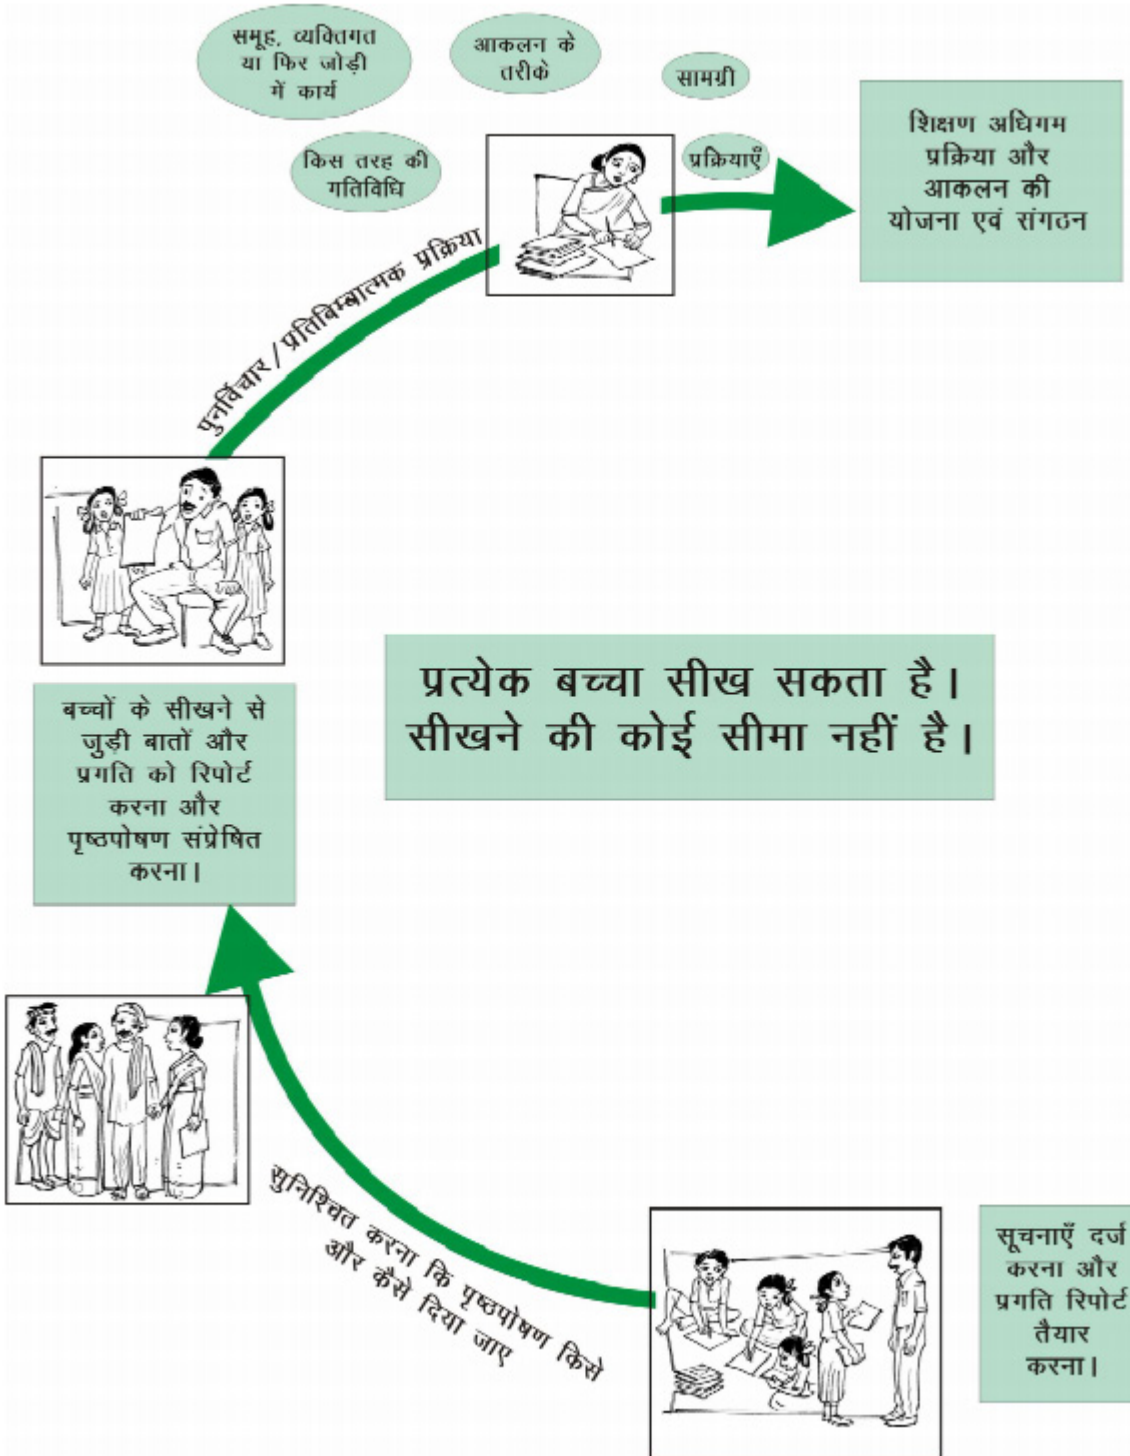 समूह, व्यक्तिगत
या फिर जोड़ी
में कार्य
आकलन के
तरीके
सामग्री
किस तरह की
गतिविधि
प्रक्रियाएँ
शिक्षण अधिगम
प्रक्रिया और
आकलन की
योजना एवं संगठन
पुनर्विचार / प्रतिबिम्बात्मक प्रक्रिया
प्रत्येक बच्चा सीख सकता है।
सीखने की कोई सीमा नहीं है।
बच्चों के सीखने से
जुड़ी बातों और
प्रगति को रिपोर्ट
करना और
पृष्ठपोषण संप्रेषित
करना।
सुनिश्चित करना कि पृष्ठपोषण किसे
और कैसे दिया जाए
सूचनाएँ दर्ज
करना और
प्रगति रिपोर्ट
तैयार
करना।